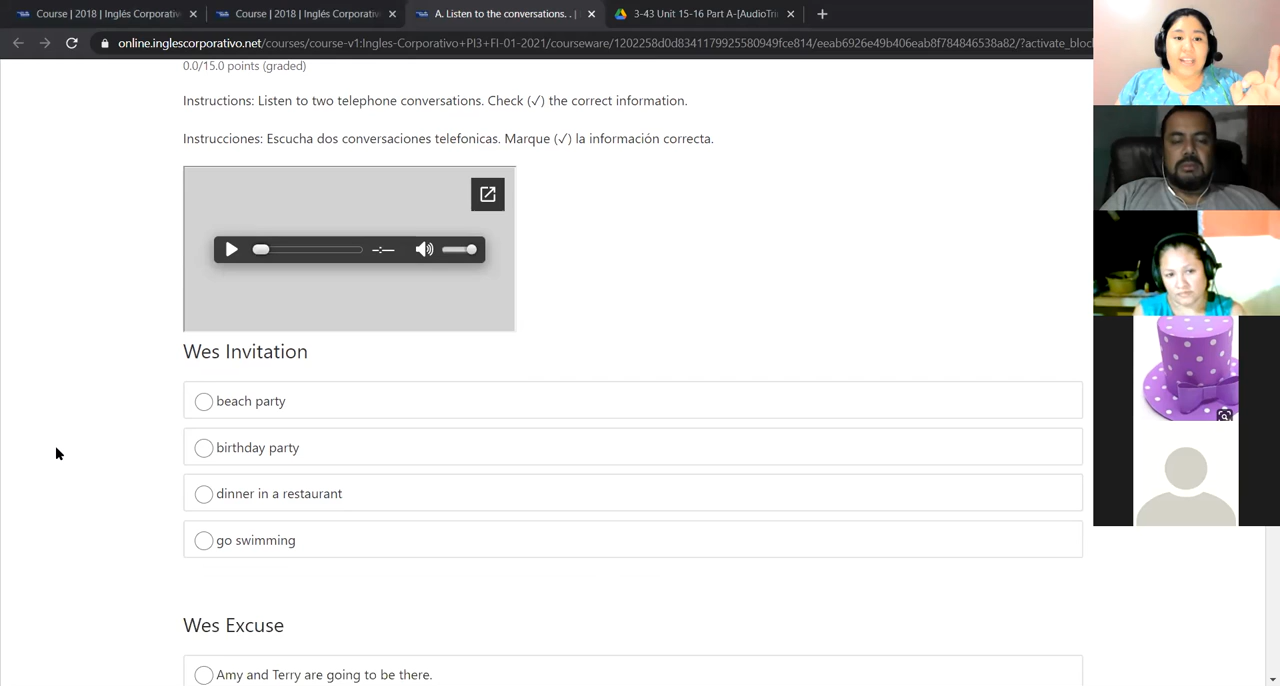 Course | 2018 | Inglés Corporativ
Course | 2018 | Inglés Corporativ
A. Listen to the conversations. . |
3-43 Unit 15-16 Part A-[AudioTri
online.inglescorporativo.net/courses/course-v1:Ingles-Corporativo+PI3+FI-01-2021/courseware/1202258d0d8341179925580949fce814/eeab6926e49b406eab8f784846538a82/?activate_bloc
0.0/15.0 points (graded)
Instructions: Listen to two telephone conversations. Check (✓) the correct information.
Instrucciones: Escucha dos conversaciones telefonicas. Marque (✓) la información correcta.
-:--
Wes Invitation
beach party
birthday party
dinner in a restaurant
go swimming
Wes Excuse
Amy and Terry are going to be there.